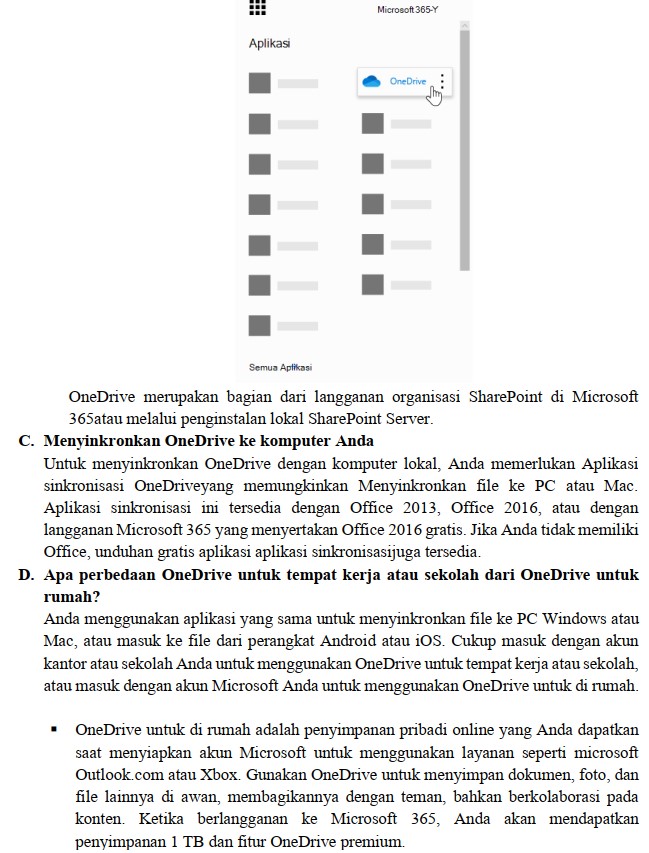 Microsoft 365-Y
Aplikasi
OneDrive
Semua Aplikasi
OneDrive merupakan bagian dari langganan organisasi SharePoint di Microsoft
365atau melalui penginstalan lokal SharePoint Server.
C. Menyinkronkan OneDrive ke komputer Anda
Untuk menyinkronkan OneDrive dengan komputer lokal, Anda memerlukan Aplikasi
sinkronisasi OneDriveyang memungkinkan Menyinkronkan file ke PC atau Mac.
Aplikasi sinkronisasi ini tersedia dengan Office 2013, Office 2016, atau dengan
langganan Microsoft 365 yang menyertakan Office 2016 gratis. Jika Anda tidak memiliki
Office, unduhan gratis aplikasi aplikasi sinkronisasijuga tersedia.
D. Apa perbedaan OneDrive untuk tempat kerja atau sekolah dari OneDrive untuk
rumah?
Anda menggunakan aplikasi yang sama untuk menyinkronkan file ke PC Windows atau
Mac, atau masuk ke file dari perangkat Android atau iOS. Cukup masuk dengan akun
kantor atau sekolah Anda untuk menggunakan OneDrive untuk tempat kerja atau sekolah,
atau masuk dengan akun Microsoft Anda untuk menggunakan OneDrive untuk di rumah.
▪ OneDrive untuk di rumah adalah penyimpanan pribadi online yang Anda dapatkan
saat menyiapkan akun Microsoft untuk menggunakan layanan seperti microsoft
Outlook.com atau Xbox. Gunakan OneDrive untuk menyimpan dokumen, foto, dan
file lainnya di awan, membagikannya dengan teman, bahkan berkolaborasi pada
konten. Ketika berlangganan ke Microsoft 365, Anda akan mendapatkan
penyimpanan 1 TB dan fitur OneDrive premium.